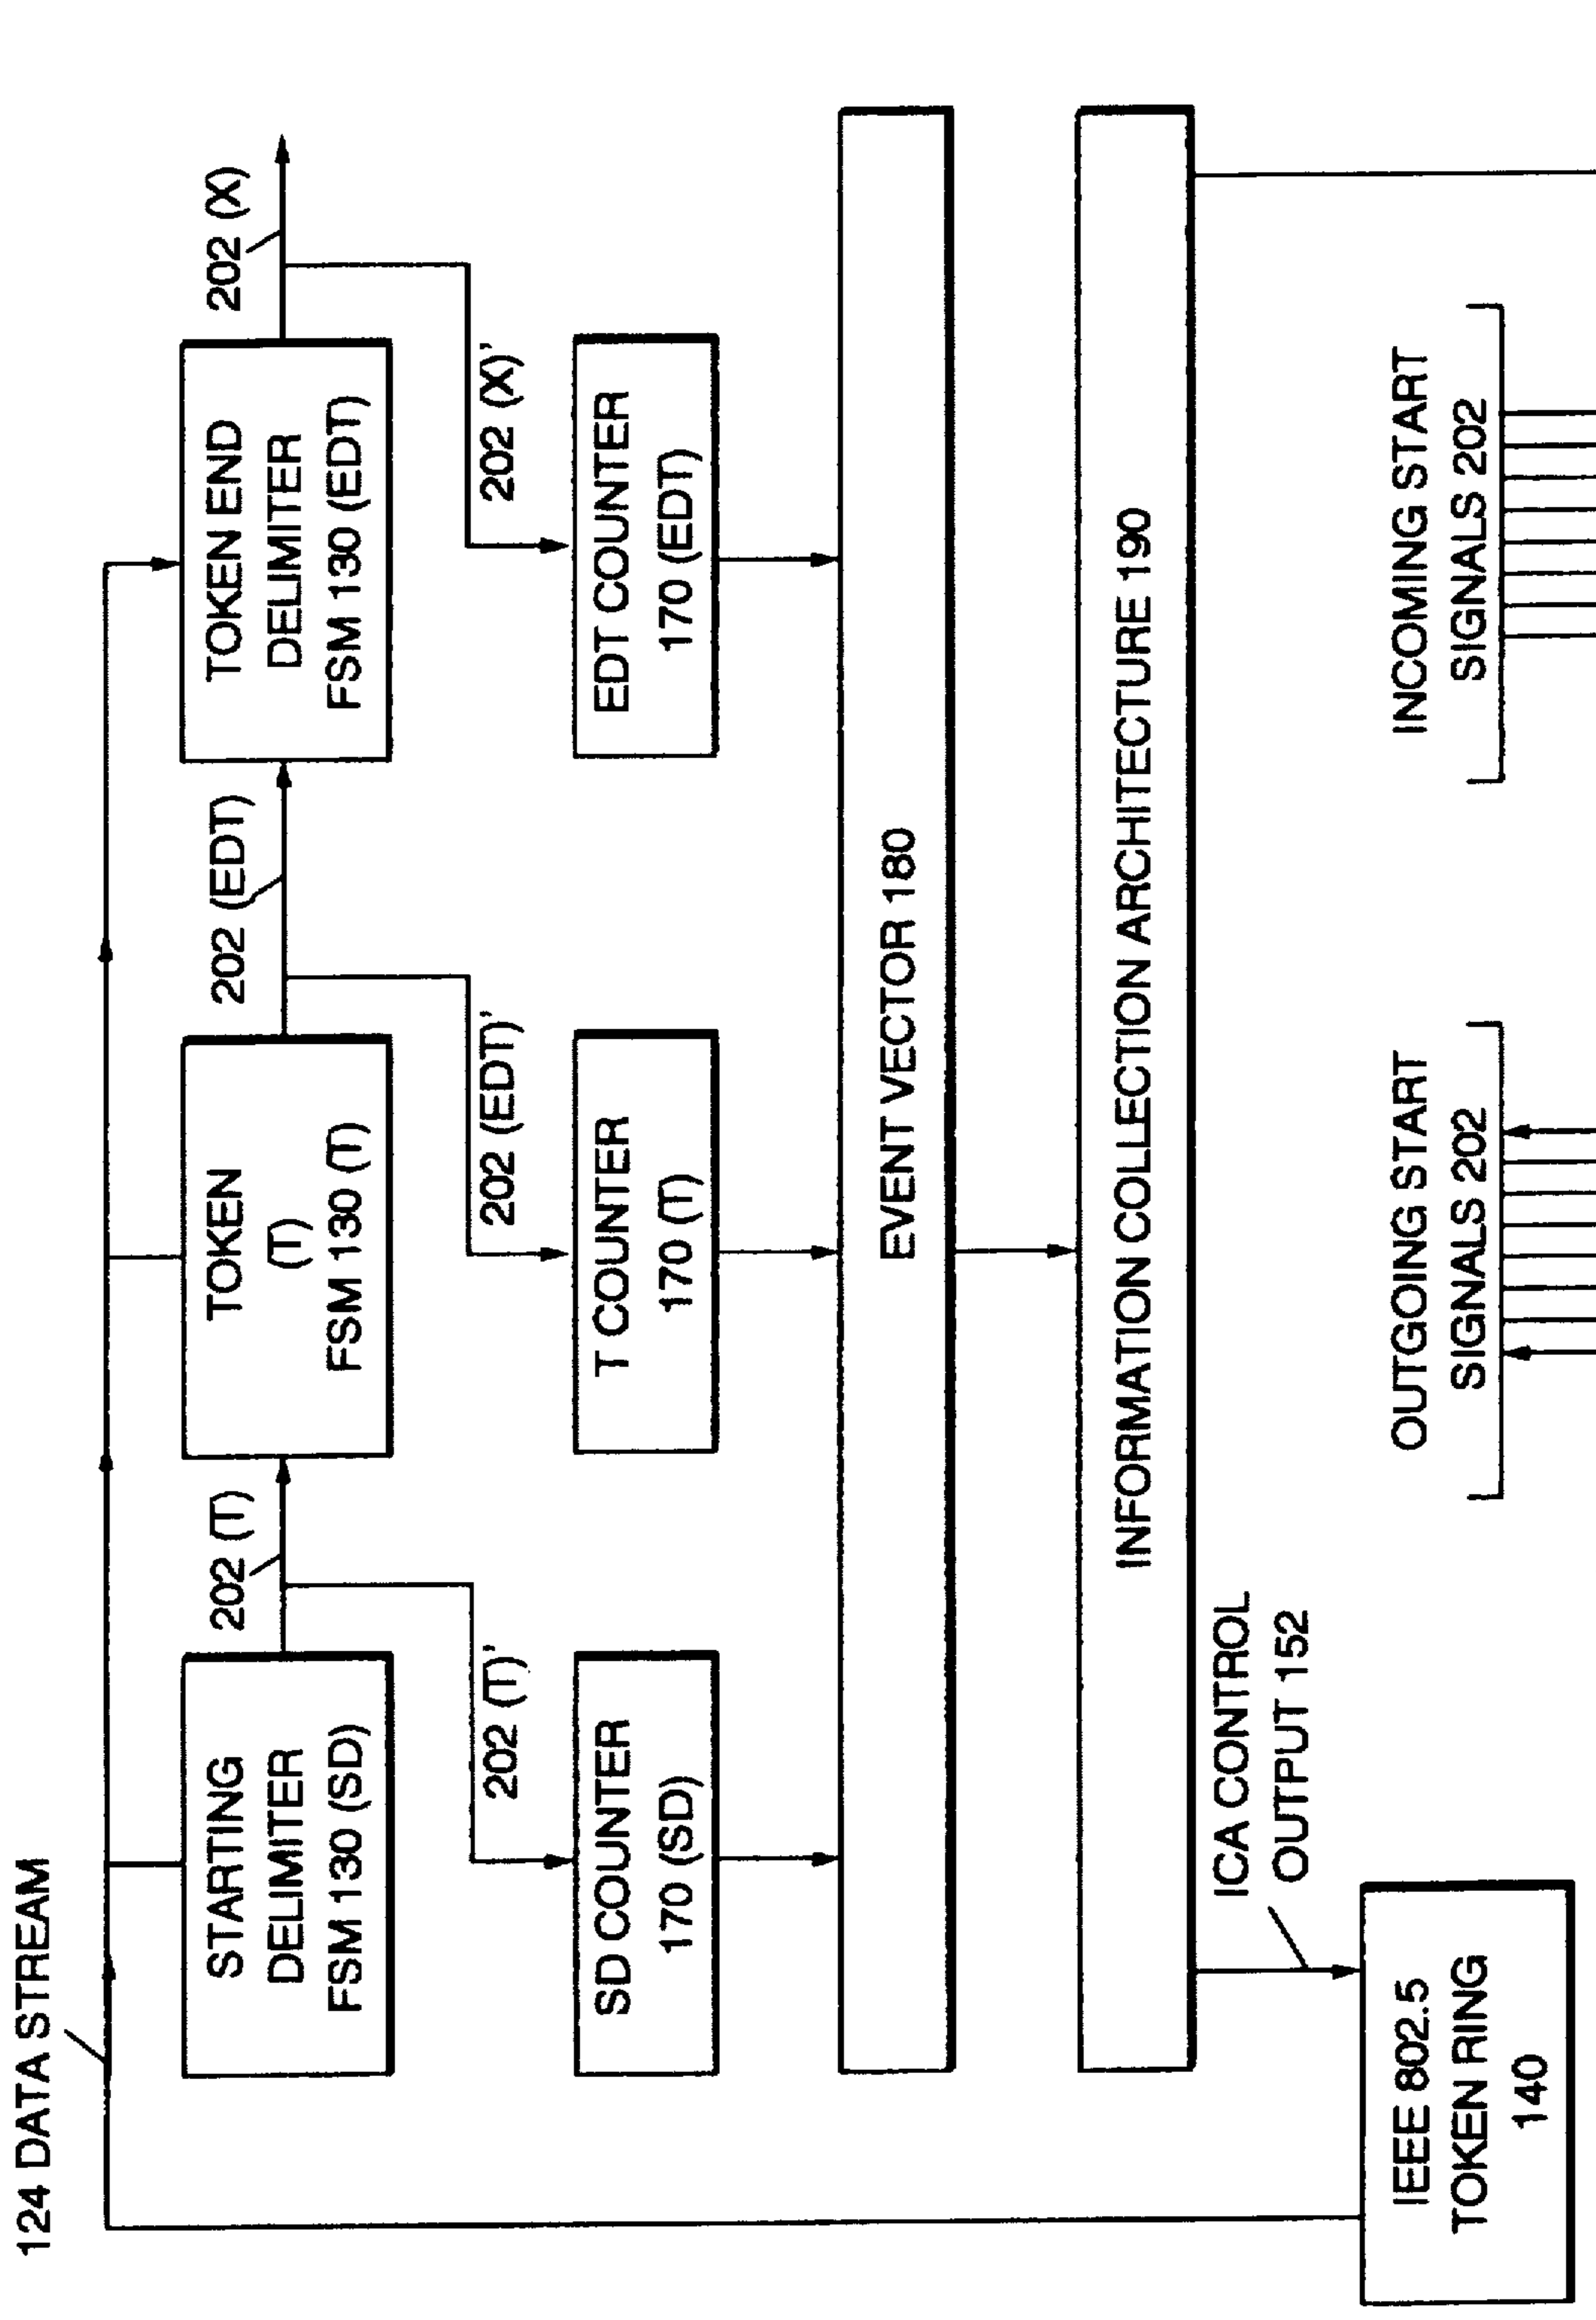 124 DATA STREAM
STARTING
DELIMITER
FSM 130 (SD)
202 (T)
TOKEN
(T)
FSM 130 (T)
202 (EDT)
TOKEN END
DELIMITER
FSM 130 (EDT)
202 (X)
202 (T)'
202 (EDT)'
202 (X)'
SD COUNTER
170 (SD)
T COUNTER
170 (T)
EDT COUNTER
170 (EDT)
EVENT VECTOR 180
INFORMATION COLLECTION ARCHITECTURE 190
ICA CONTROL
OUTPUT 152
IEEE 802.5
TOKEN RING
140
OUTGOING START
SIGNALS 202
INCOMING START
SIGNALS 202